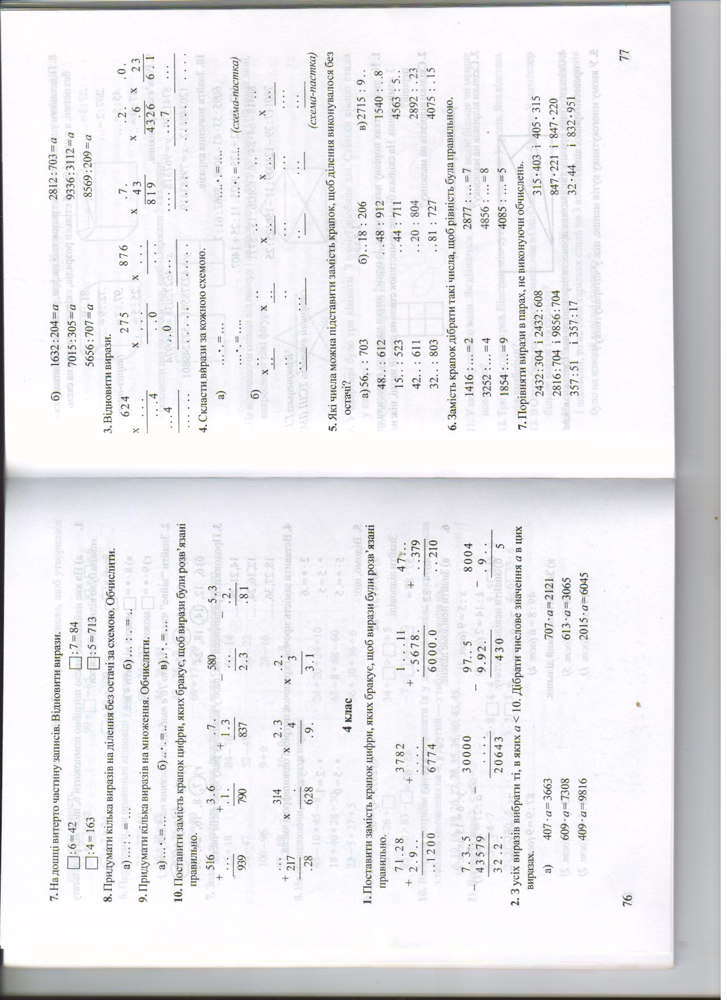 7. На дошці витерто частину записів. Відновити вирази.
□:6=42 □:7=84
□:4=163 □:5=713
8. Придумати кілька виразів на ділення без остачі за схемою. Обчислити.
а) ... : . = ... б) ... : . = ..
9. Придумати кілька виразів на множення. Обчислити.
а) ... · . = .... б) .. · . = ... в) .. · . = ....
10. Поставити замість крапок цифри, яких бракує, щоб вирази були розв'язані
правильно.
+ 516 + 3.6 + .7. − 580 − 5.3
... .1. 1.3 ... .2.
939 790 837 2.3 .81
+ ... x 314 x 2.3 x .2.
217 . 4 3
.28 628 .9. 3.1
4 клас
1. Поставити замість крапок цифри, яких бракує, щоб вирази були розв'язані
правильно.
+ 71.28 + 3782 + 1...11 + 47...
2.9.. .... .5678. ..379
..1200 6774 6000.0 ..210
− 7.3..5 − 30000 − 97..5 − 8004
43579 .... 9.92. .9..
32.2. 20643 430 5
2. З усіх виразів вибрати ті, в яких а < 10. Дібрати числове значення а в цих
виразах.
а) 407·а=3663 707·а=2121
609·а=7308 613·а=3065
409·а=9816 2015·а=6045
76
б) 1632:204=а 2812:703=а
7015:305=а 9336:3112=а
5656:707=а 8569:209=а
3. Відновити вирази.
x 624 x 275 x 876 x .7. x .2. x .0.
... ... ... 43 .6 23
...4 ..0 .... 819 4326 6.1
...4 ...0 .... .... ...7 ...
...... ..... ..... ..... ..... ....
4. Скласти вирази за кожною схемою.
а) ... · . = ... .... · . = .... (схема-пастка)
... · . = .... ... · . = .....
б) x .. x .. x .. x .. x ..
.. .. .. .. ..
.. .. ... ... ....
.. ... .. ... ...
(схема-пастка)
5. Які числа можна підставити замість крапок, щоб ділення виконувалося без
остачі?
а) 56.. : 703 б) ..18 : 206 в) 2715 : 9..
48.. : 612 ..48 : 912 1540 : ..8
15.. : 523 ..44 : 711 4563 : 5..
42.. : 611 ..20 : 804 2892 : .23
32.. : 803 ..81 : 727 4075 : .15
6. Замість крапок дібрати такі числа, щоб рівність була правильною.
1416 : ...=2 2877 : ...=7
3252 : ...=4 4856 : ...=8
1854 : ...=9 4085 : ...=5
7. Порівняти вирази в парах, не виконуючи обчислень.
2432:304 і 2432:608 315·403 і 405·315
2816:704 і 9856:704 847·221 і 847·220
357:51 і 357:17 32·44 і 832·951
77